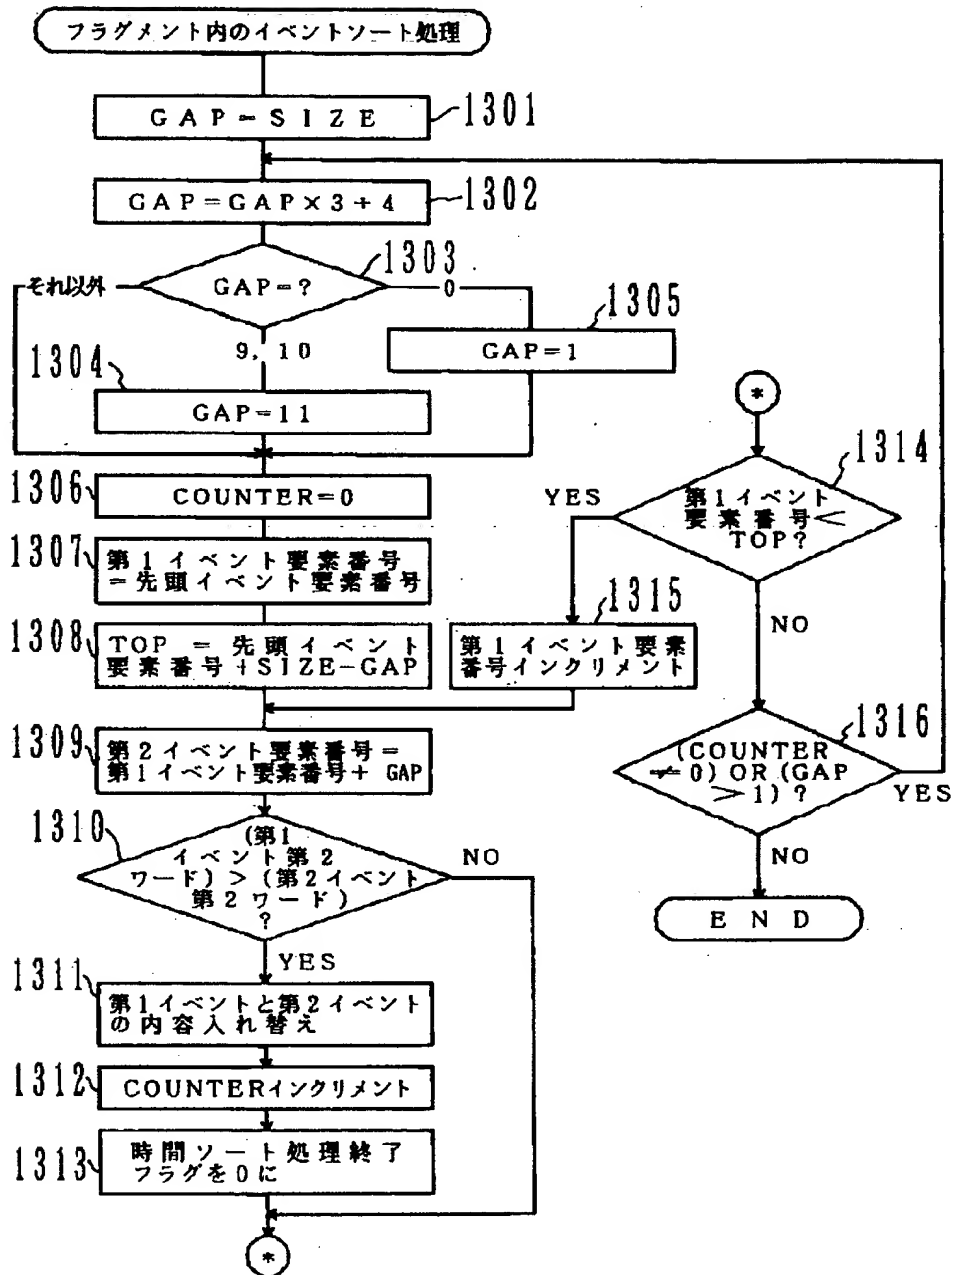 フラグメント内のイベントソート処理
GAP=SIZE
1301
GAP=GAP×3+4
1302
1303
それ以外
GAP=?
0
1305
9, 10
GAP=1
1304
GAP=11
*
1306
COUNTER=0
1314
YES
第1イベント
要素番号<
TOP?
1307
第1イベント要素番号
=先頭イベント要素番号
1315
NO
1308
TOP =先頭イベント
要素番号+SIZE-GAP
第1イベント要素
番号インクリメント
1316
1309
第2イベント要素番号=
第1イベント要素番号+ GAP
(COUNTER
≠0) OR (GAP
>1) ?
YES
1310
(第1
イベント第2
ワード) > (第2イベント
第2ワード)
?
NO
NO
END
YES
1311
第1イベントと第2イベント
の内容入れ替え
1312
COUNTERインクリメント
1313
時間ソート処理終了
フラグを0に
*